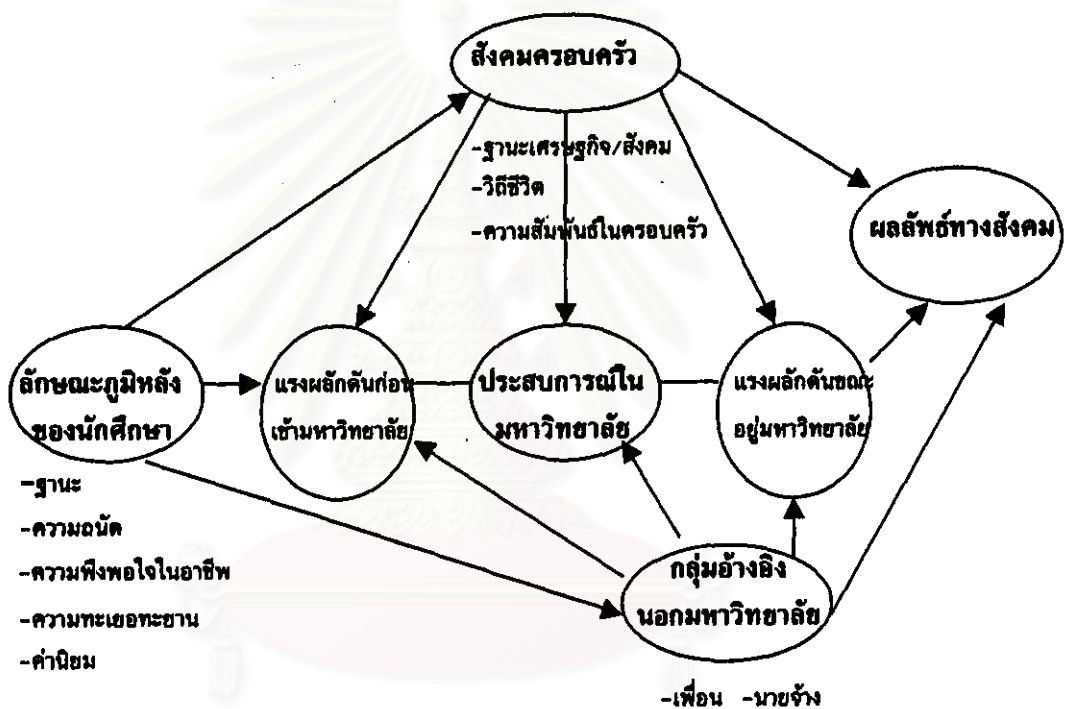 สังคมครอบครัว
-ฐานะเศรษฐกิจ/สังคม
-วิถีชีวิต
-ความสัมพันธ์ในครอบครัว
ผลลัพธ์ทางสังคม
ลักษณะภูมิหลัง
ของนักศึกษา
แรงผลักดันก่อน
เข้ามหาวิทยาลัย
ประสบการณ์ใน
มหาวิทยาลัย
แรงผลักดันขณะ
อยู่มหาวิทยาลัย
-ฐานะ
-ความถนัด
-ความพึงพอใจในอาชีพ
-ความทะเยอทะยาน
-ค่านิยม
กลุ่มอ้างอิง
นอกมหาวิทยาลัย
-เพื่อน -นายจ้าง